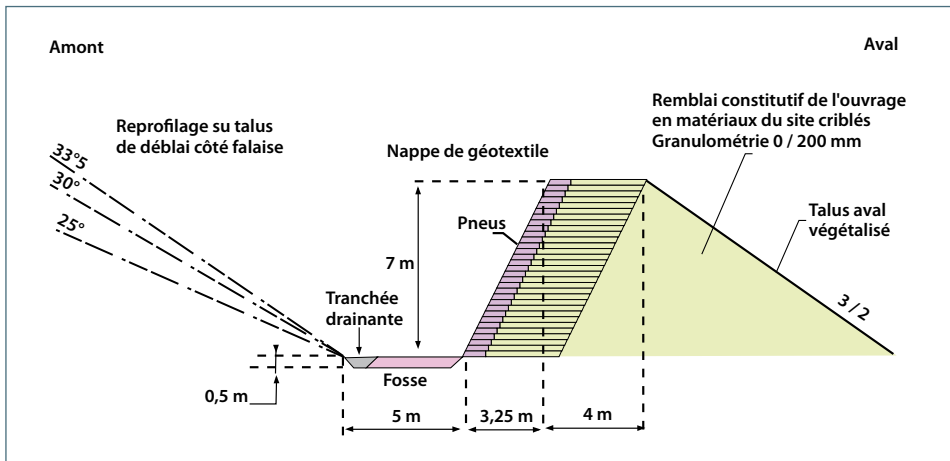 Amont
Aval
Remblai constitutif de l'ouvrage
en matériaux du site criblés
Granulométrie 0 / 200 mm
Reprofilage su talus
de déblai côté falaise
Nappe de géotextile
33°5
30°
25°
Pneus
Talus aval
végétalisé
7 m
Tranchée
drainante
3 / 2
Fosse
0,5 m
5 m
3,25 m
4 m